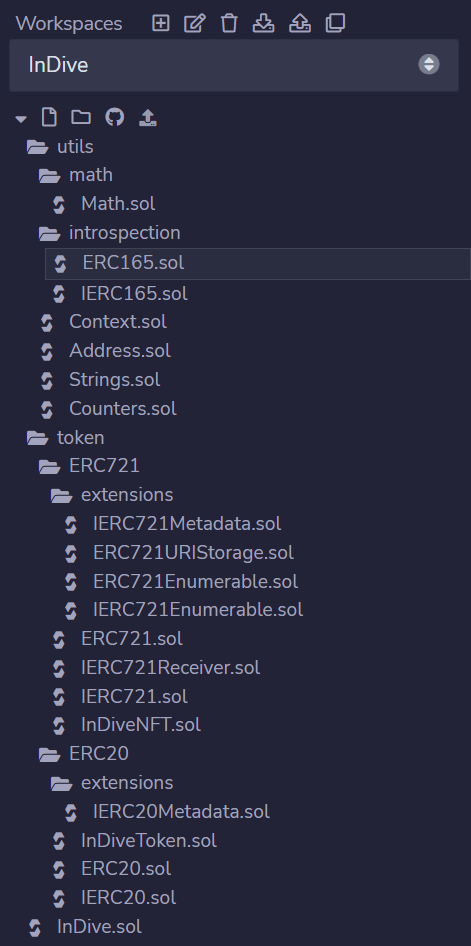 Workspaces
InDive
utils
math
Math.sol
introspection
ERC165.sol
IERC165.sol
Context.sol
Address.sol
Strings.sol
Counters.sol
token
ERC721
extensions
IERC721Metadata.sol
ERC721URIStorage.sol
ERC721Enumerable.sol
IERC721Enumerable.sol
ERC721.sol
IERC721Receiver.sol
IERC721.sol
InDiveNFT.sol
ERC20
extensions
IERC20Metadata.sol
InDiveToken.sol
ERC20.sol
IERC20.sol
InDive.sol